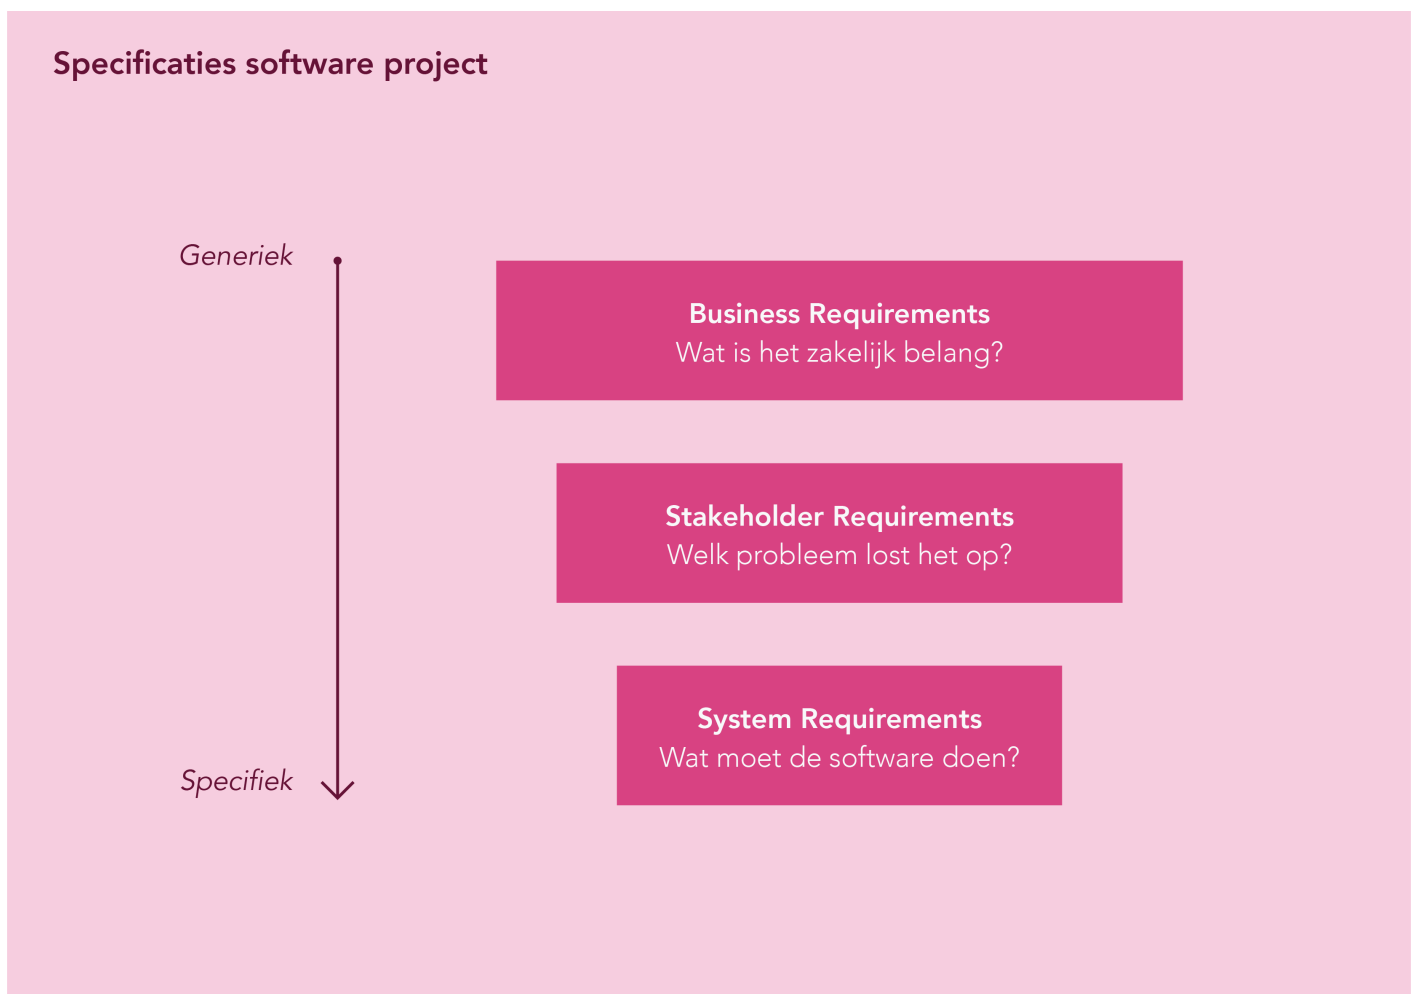 Specificaties software project
Generiek
Business Requirements
Wat is het zakelijk belang?
Stakeholder Requirements
Welk probleem lost het op?
System Requirements
Wat moet de software doen?
Specifiek